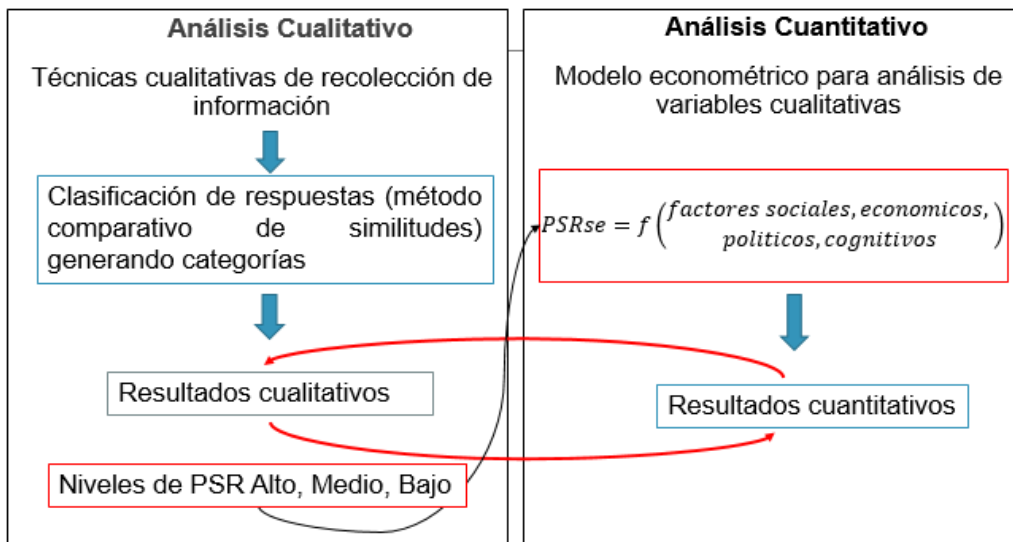 Análisis Cualitativo
Técnicas cualitativas de recolección de
información
Clasificación de respuestas (método
comparativo de similitudes)
generando categorías
Resultados cualitativos
Niveles de PSR Alto, Medio, Bajo
Análisis Cuantitativo
Modelo econométrico para análisis de
variables cualitativas
PSRse = f(factores sociales, economicos,
politicos, cognitivos)
Resultados cuantitativos